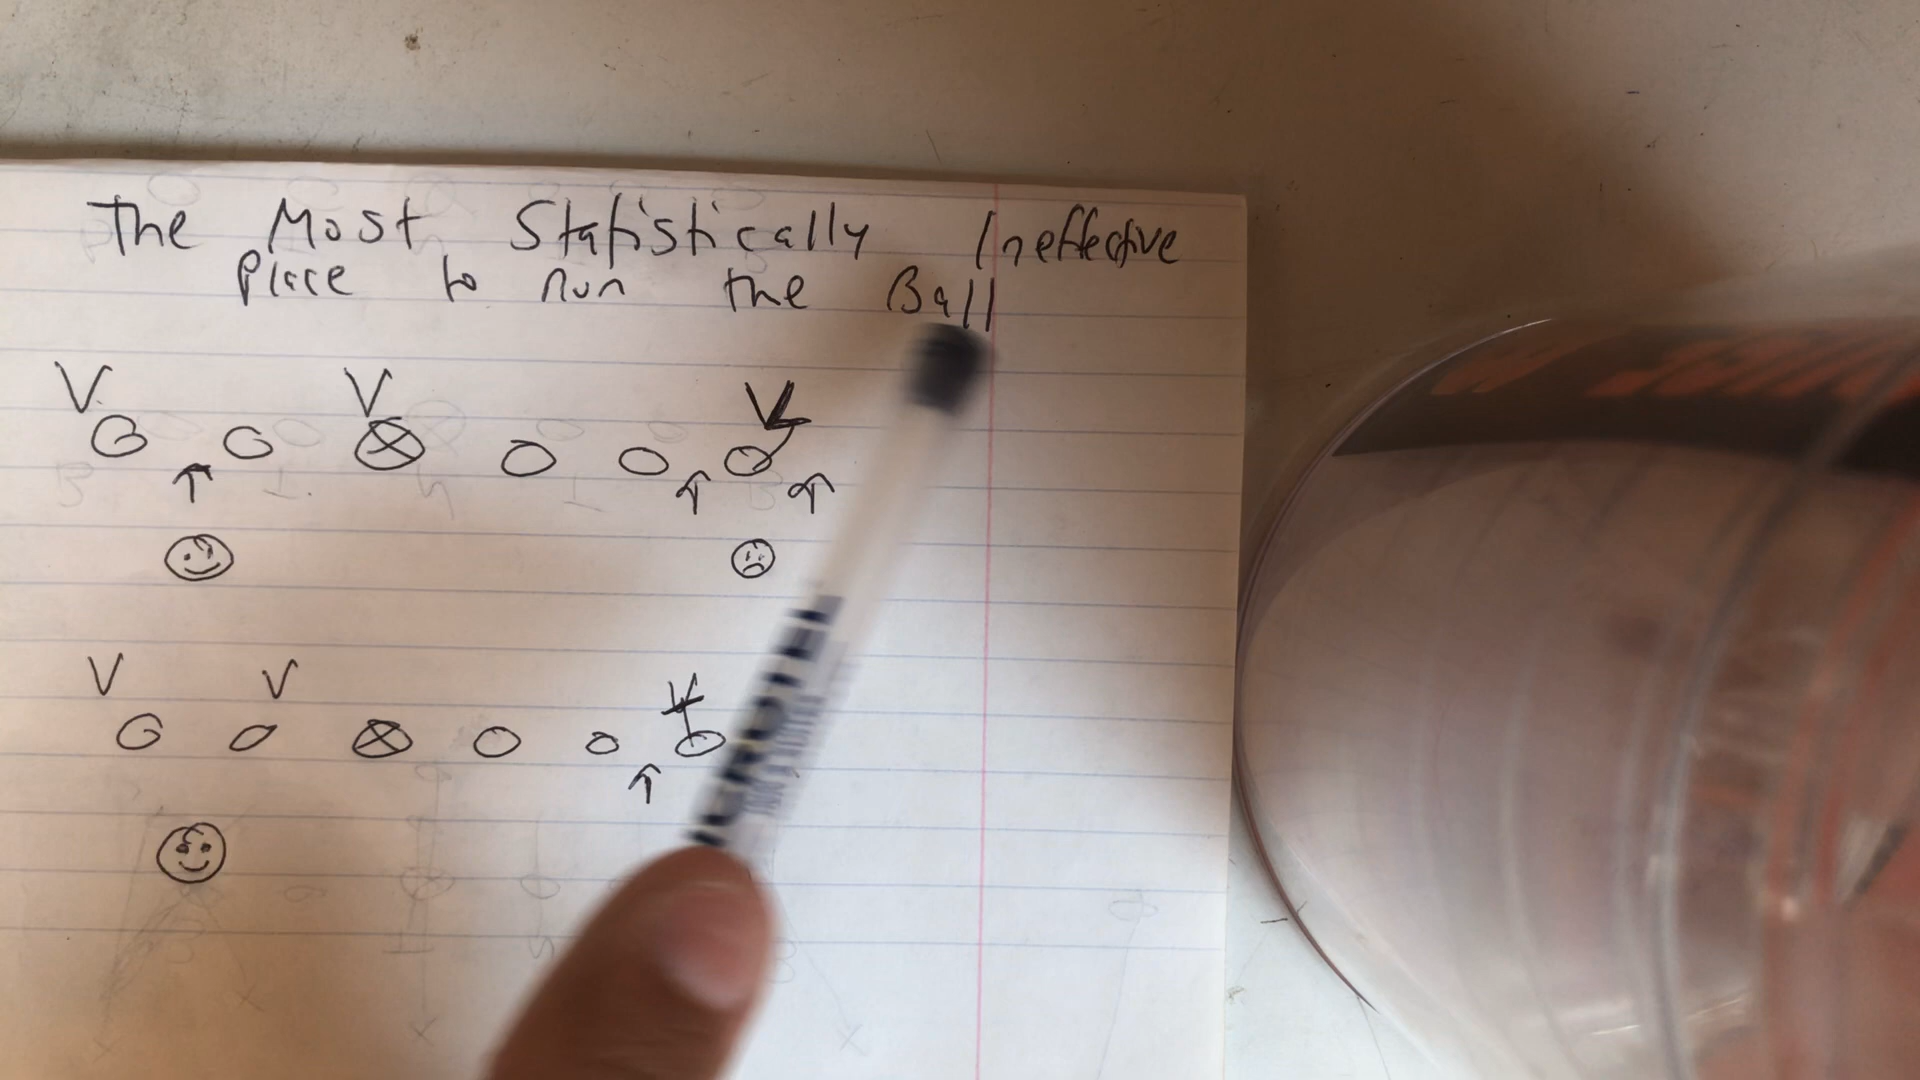 The Most Statistically Ineffective
Place to run the Ball
V V V
V V